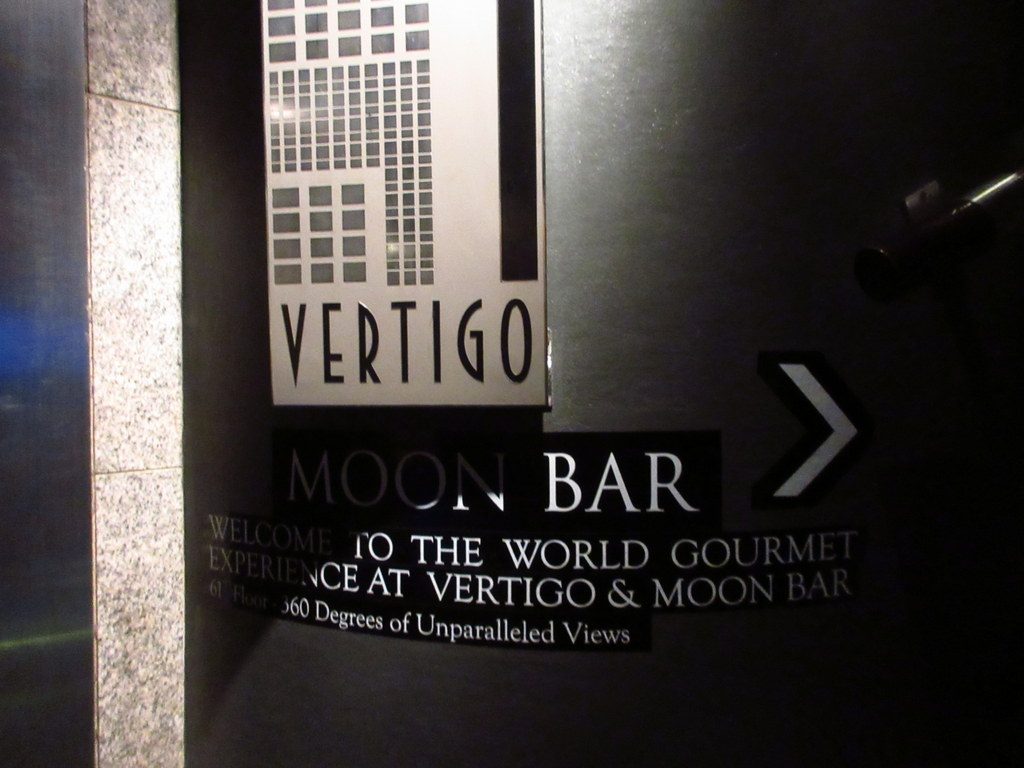 VERTIGO
MOON BAR
WELCOME TO THE WORLD GOURMET
EXPERIENCE AT VERTIGO & MOON BAR
61 Floor · 360 Degrees of Unparalleled Views